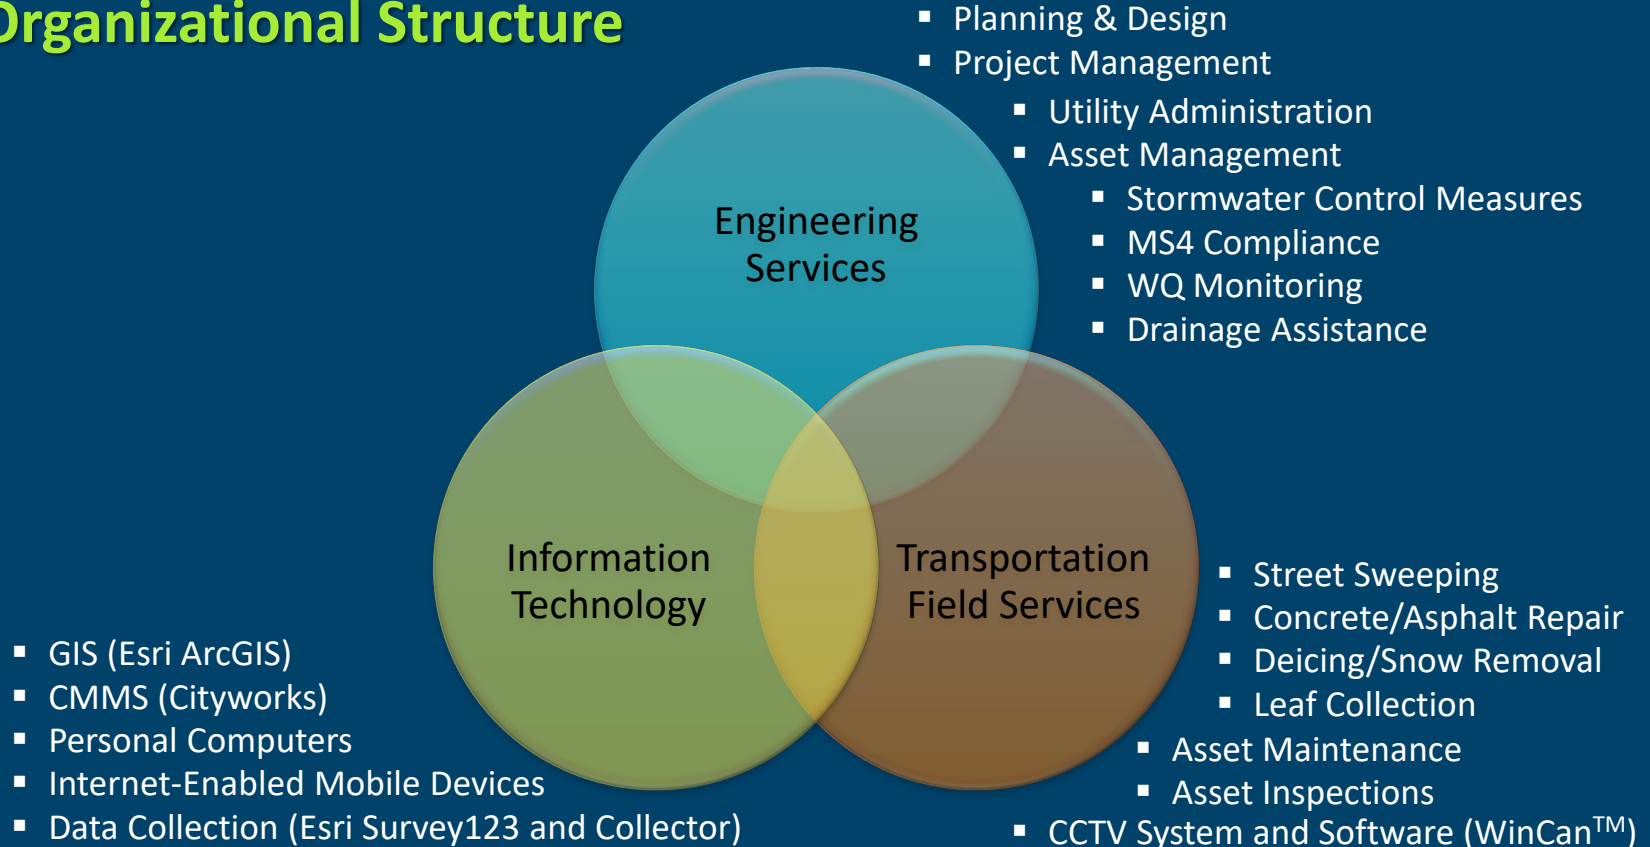 Organizational Structure
▪ Planning & Design
▪ Project Management
▪ Utility Administration
▪ Asset Management
▪ Stormwater Control Measures
▪ MS4 Compliance
▪ WQ Monitoring
▪ Drainage Assistance
Engineering
Services
Information
Technology
Transportation
Field Services
▪ Street Sweeping
▪ Concrete/Asphalt Repair
▪ Deicing/Snow Removal
▪ Leaf Collection
▪ Asset Maintenance
▪ Asset Inspections
▪ CCTV System and Software (WinCan™)
▪ GIS (Esri ArcGIS)
▪ CMMS (Cityworks)
▪ Personal Computers
▪ Internet-Enabled Mobile Devices
▪ Data Collection (Esri Survey123 and Collector)